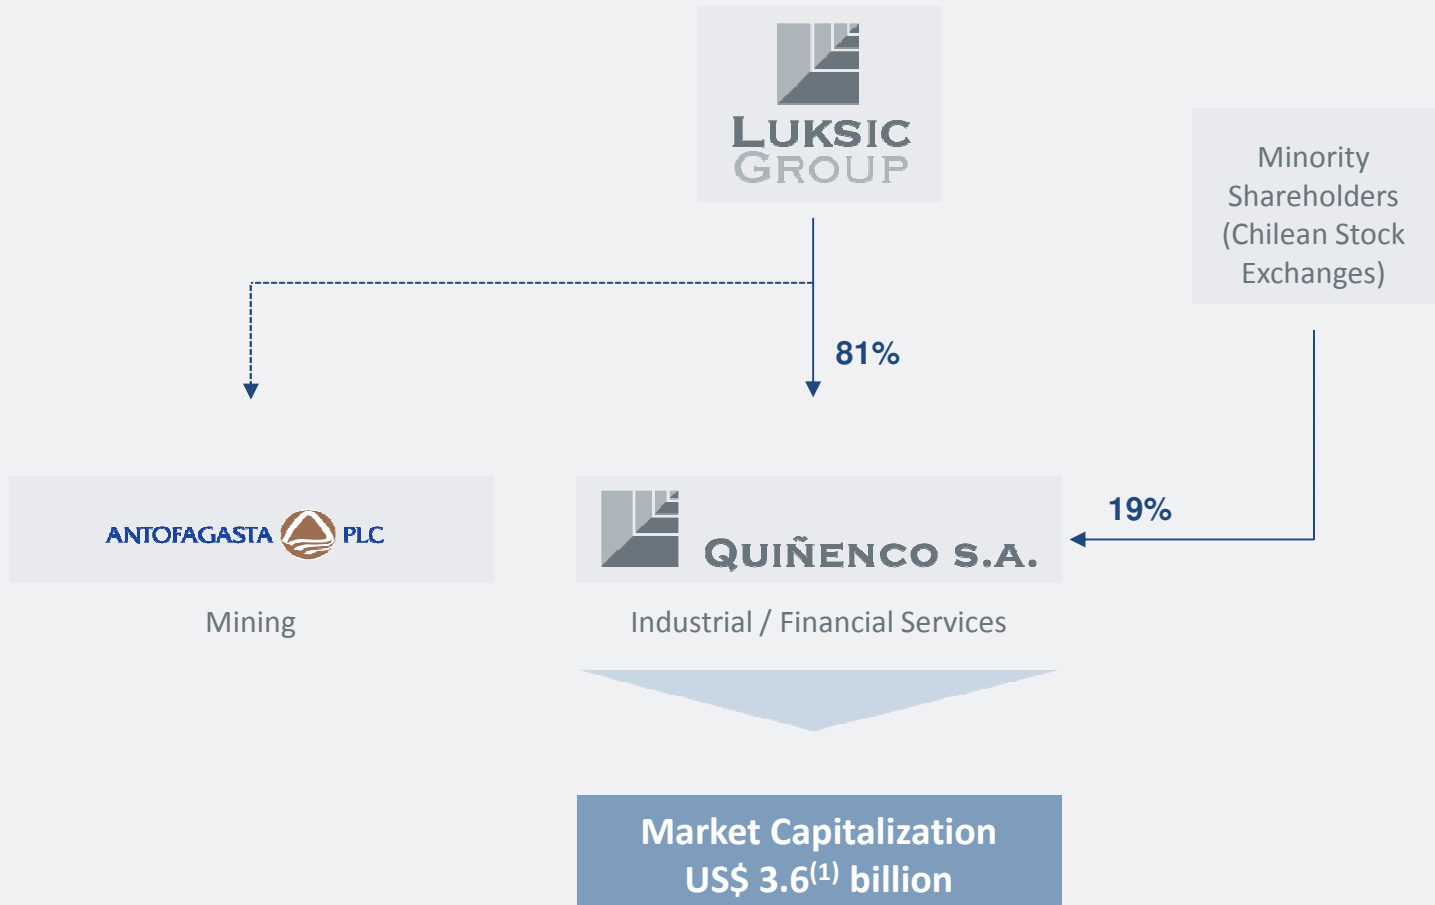 LUKSIC
GROUP
Minority
Shareholders
(Chilean Stock
Exchanges)
81%
19%
ANTOFAGASTA PLC
QUIÑENCO S.A.
Mining
Industrial / Financial Services
Market Capitalization
US$ 3.6(1) billion